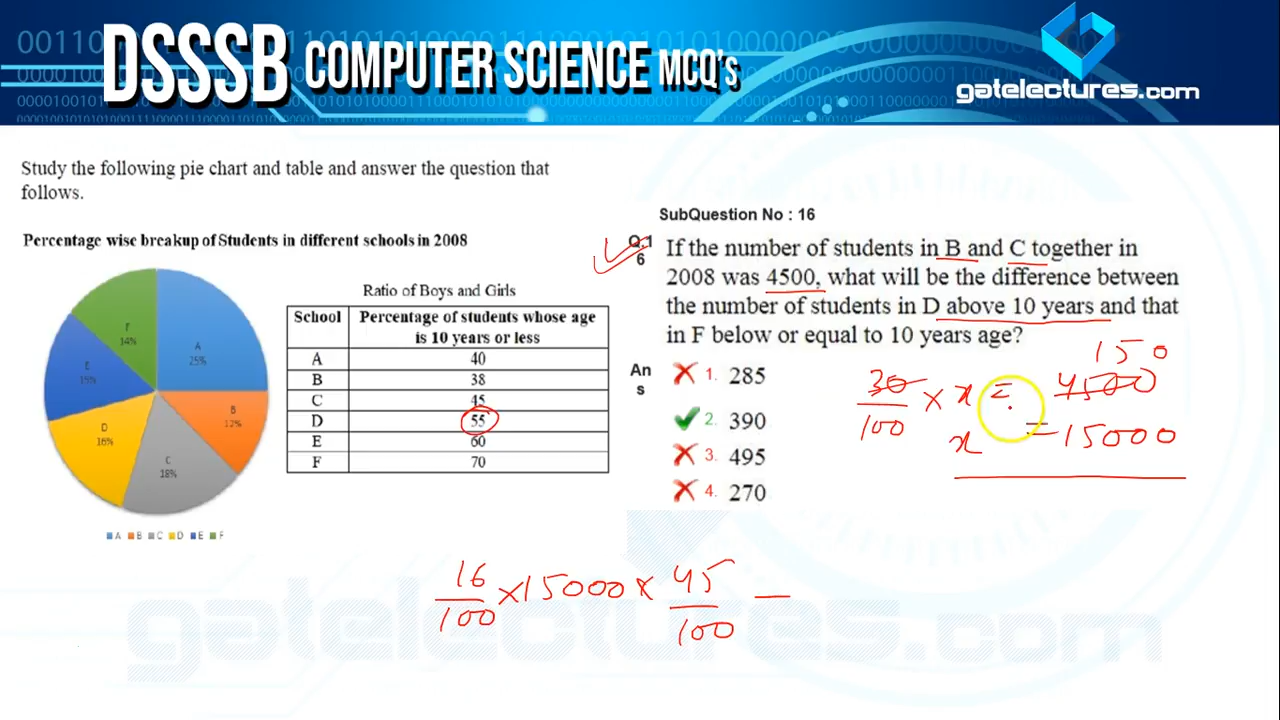 DSSSB COMPUTER SCIENCE MCQ's
gatelectures.com
Study the following pie chart and table and answer the question that
follows.
Percentage wise breakup of Students in different schools in 2008
A
25%
B
12%
C
18%
D
16%
E
15%
F
14%
A B C D E F
Ratio of Boys and Girls
School Percentage of students whose age
is 10 years or less
A 40
B 38
C 45
D 55
E 60
F 70
SubQuestion No : 16
Q.1
6
If the number of students in B and C together in
2008 was 4500, what will be the difference between
the number of students in D above 10 years and that
in F below or equal to 10 years age?
An
s
1. 285
2. 390
3. 495
4. 270
150
30/100 × x = 4500
x = 15000
16/100 × 15000 × 45/100 —
gatelectures.com